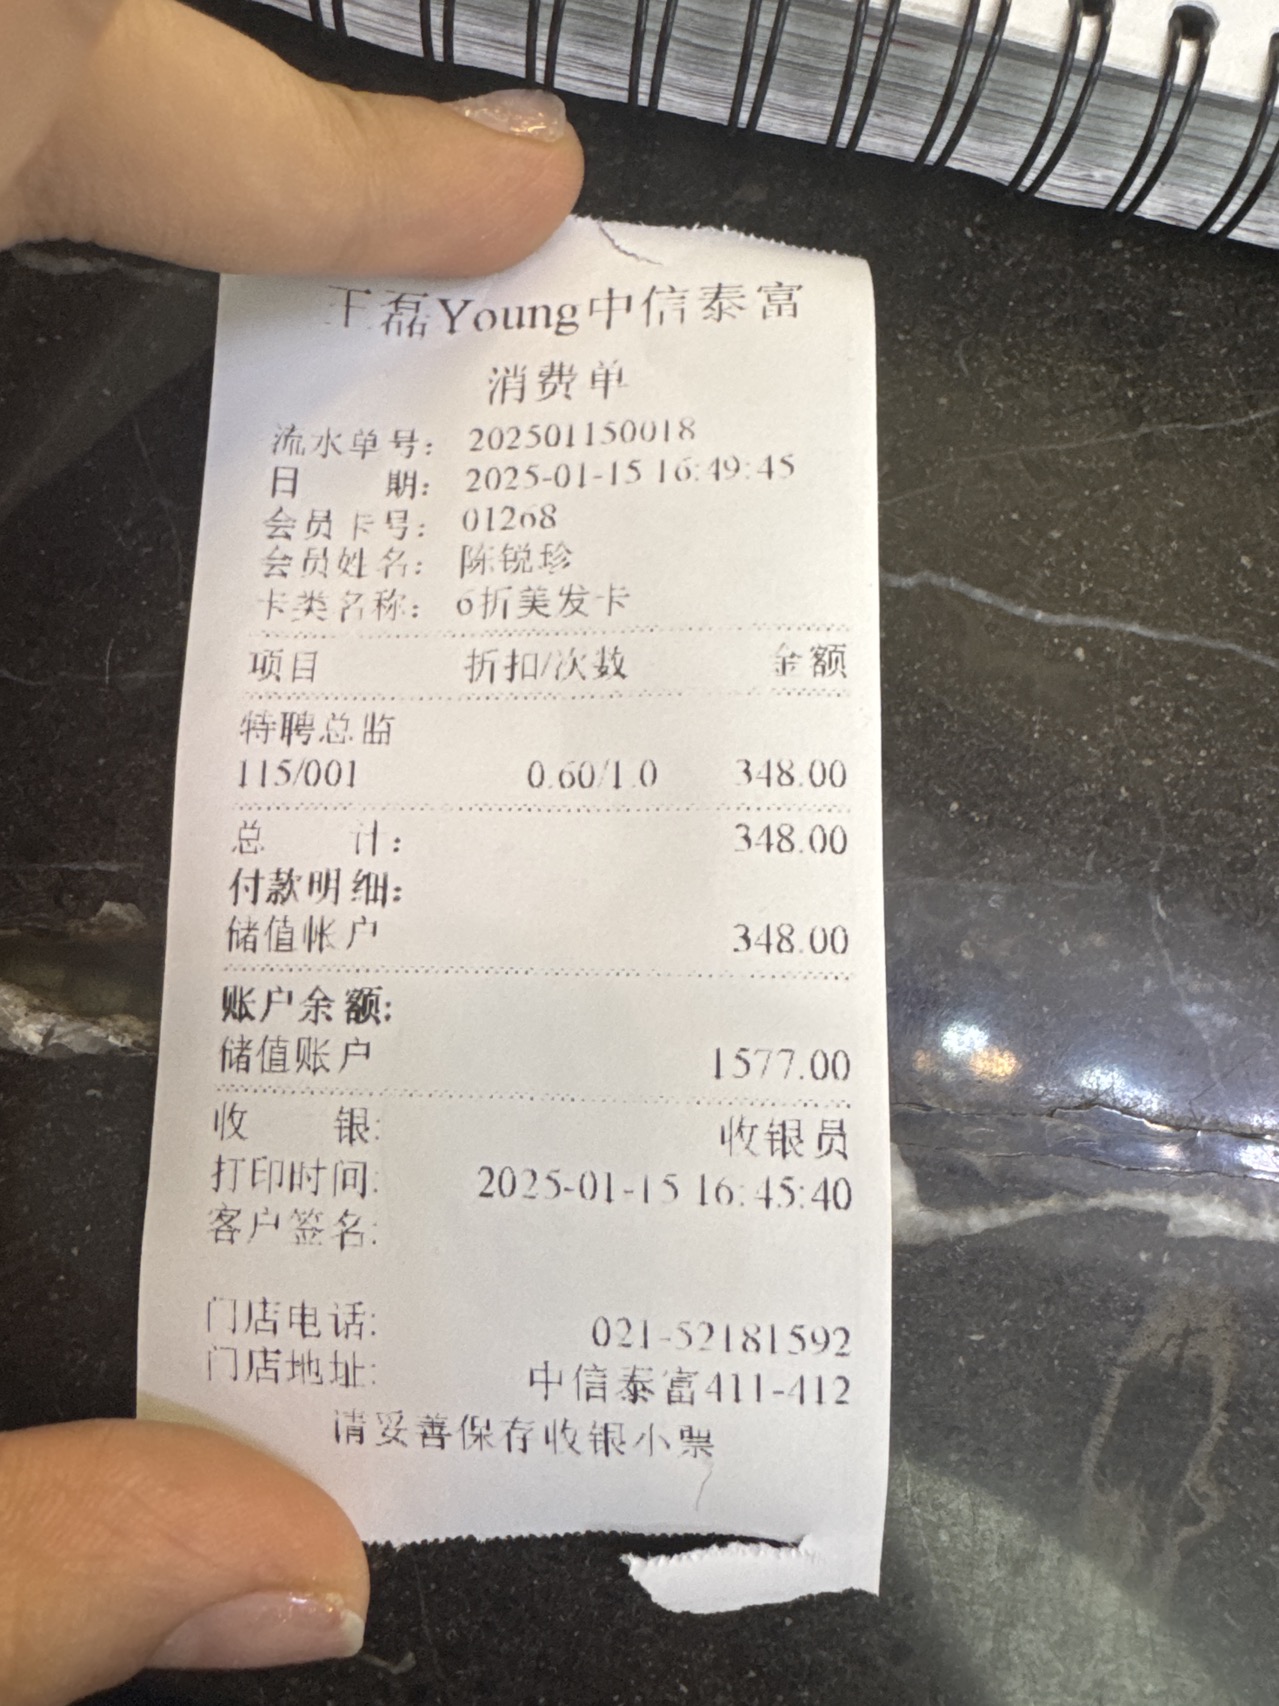 王磊Young中信泰富
消费单
流水单号： 202501150018
日 期： 2025-01-15 16:49:45
会员卡号： 01268
会员姓名： 陈锐珍
卡类名称： 6折美发卡
项目 折扣/次数 金额
特聘总监
115/001 0.60/1.0 348.00
总 计： 348.00
付款明细：
储值帐户 348.00
账户余额:
储值账户 1577.00
收 银: 收银员
打印时间: 2025-01-15 16:45:40
客户签名:
门店电话: 021-52181592
门店地址: 中信泰富411-412
请妥善保存收银小票